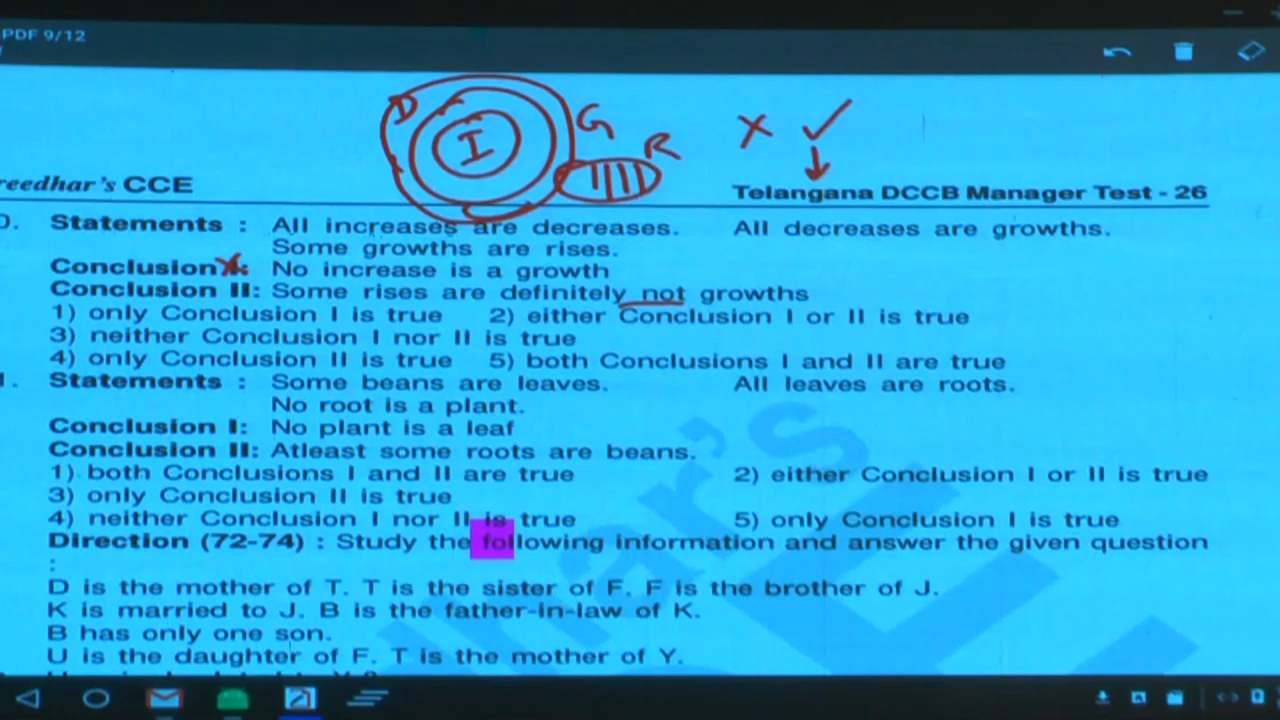 PDF 9/12
D I G R
reedhar's CCE
Telangana DCCB Manager Test - 26
0. Statements : All increases are decreases. All decreases are growths.
Some growths are rises.
Conclusion I: No increase is a growth
Conclusion II: Some rises are definitely not growths
1) only Conclusion I is true 2) either Conclusion I or II is true
3) neither Conclusion I nor II is true
4) only Conclusion II is true 5) both Conclusions I and II are true
1. Statements : Some beans are leaves. All leaves are roots.
No root is a plant.
Conclusion I: No plant is a leaf
Conclusion II: Atleast some roots are beans.
1) both Conclusions I and II are true 2) either Conclusion I or II is true
3) only Conclusion II is true
4) neither Conclusion I nor II is true 5) only Conclusion I is true
Direction (72-74) : Study the following information and answer the given question
:
D is the mother of T. T is the sister of F. F is the brother of J.
K is married to J. B is the father-in-law of K.
B has only one son.
U is the daughter of F. T is the mother of Y.